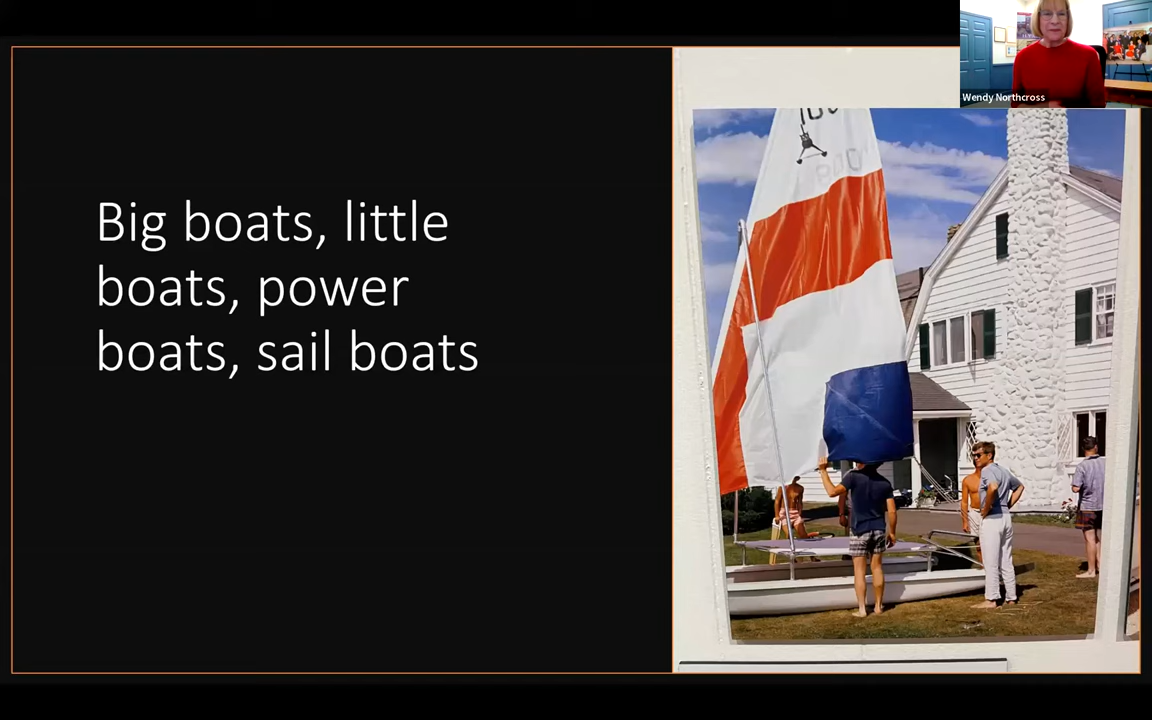 Big boats, little
boats, power
boats, sail boats
Wendy Northcross